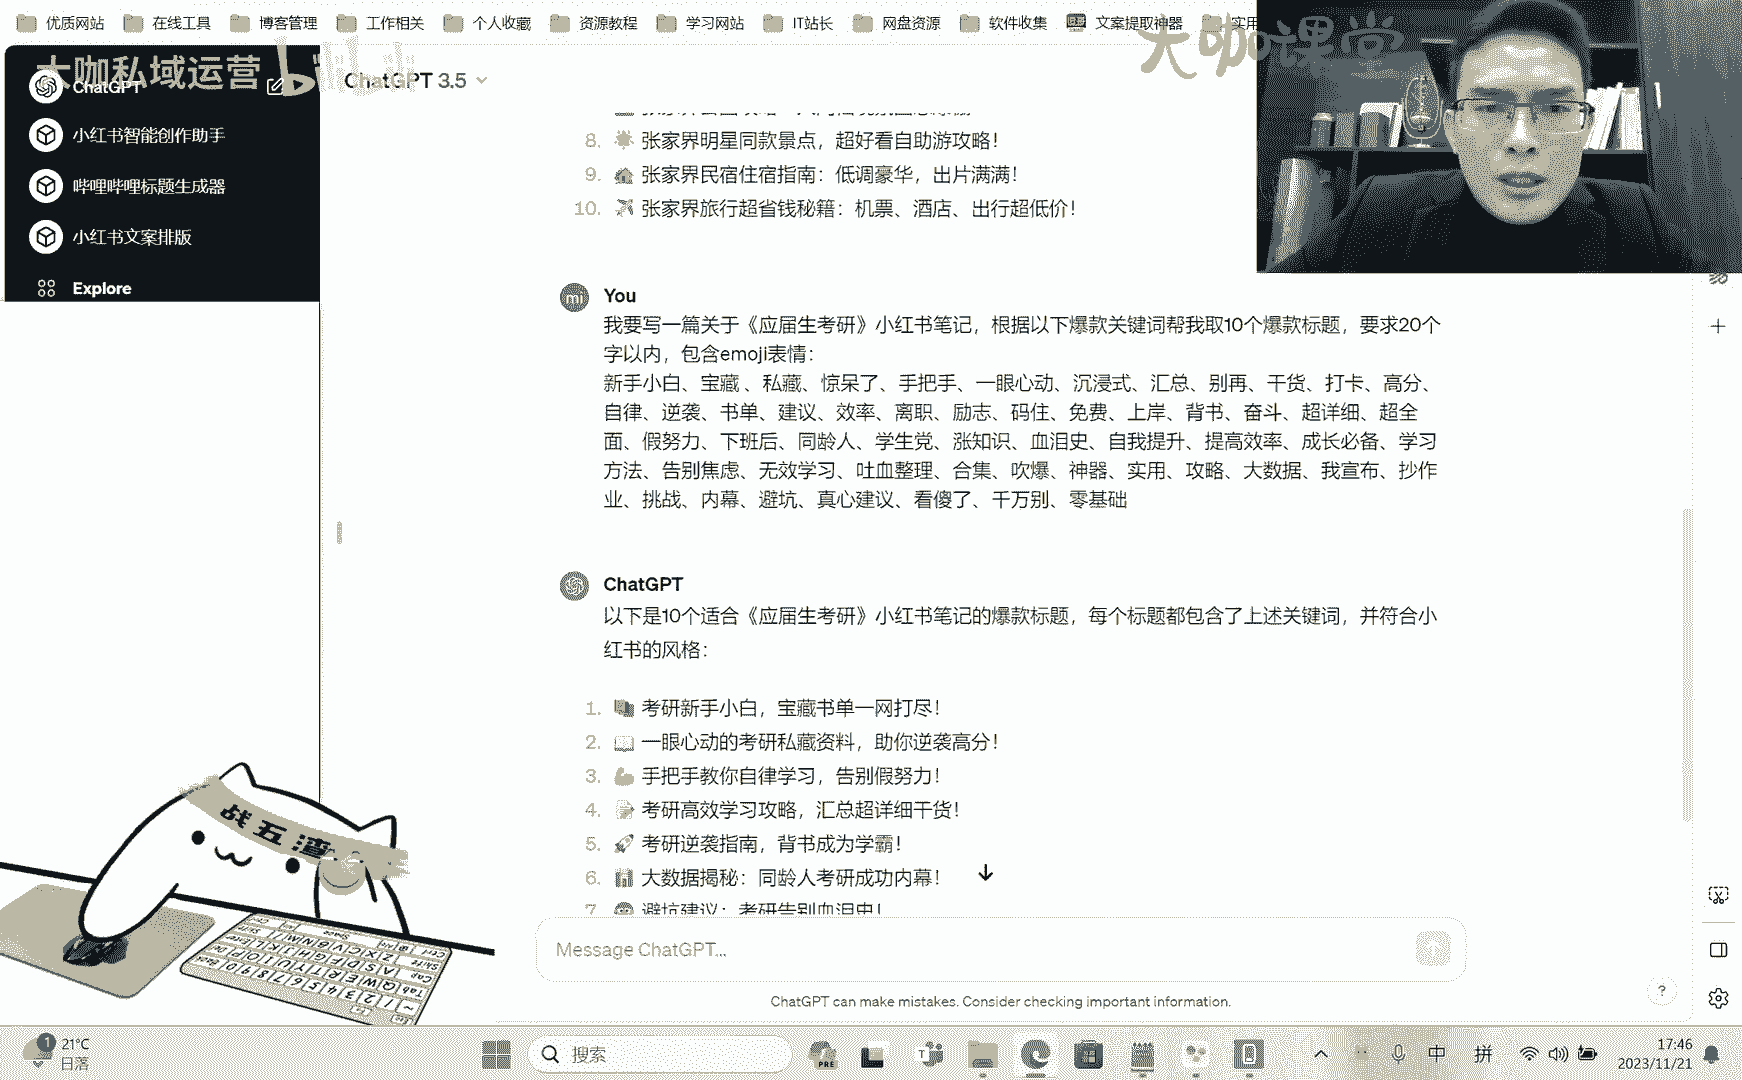 优质网站 在线工具 博客管理 工作相关 个人收藏 资源教程 学习网站 IT站长 网盘资源 软件收集 文案提取神器 实用
大咖私域运营
大咖课堂
ChatGPT
ChatGPT 3.5
小红书智能创作助手
哔哩哔哩标题生成器
小红书文案排版
Explore
8. 张家界明星同款景点，超好看自助游攻略！
9. 张家界民宿住宿指南：低调豪华，出片满满！
10. 张家界旅行超省钱秘籍：机票、酒店、出行超低价！
mi
You
我要写一篇关于《应届生考研》小红书笔记，根据以下爆款关键词帮我取10个爆款标题，要求20个
字以内，包含emoji表情：
新手小白、宝藏 、私藏、惊呆了、手把手、一眼心动、沉浸式、汇总、别再、干货、打卡、高分、
自律、逆袭、书单、建议、效率、离职、励志、码住、免费、上岸、背书、奋斗、超详细、超全
面、假努力、下班后、同龄人、学生党、涨知识、血泪史、自我提升、提高效率、成长必备、学习
方法、告别焦虑、无效学习、吐血整理、合集、吹爆、神器、实用、攻略、大数据、我宣布、抄作
业、挑战、内幕、避坑、真心建议、看傻了、千万别、零基础
ChatGPT
以下是10个适合《应届生考研》小红书笔记的爆款标题，每个标题都包含了上述关键词，并符合小
红书的风格：
1. 考研新手小白，宝藏书单一网打尽！
2. 一眼心动的考研私藏资料，助你逆袭高分！
3. 手把手教你自律学习，告别假努力！
4. 考研高效学习攻略，汇总超详细干货！
5. 考研逆袭指南，背书成为学霸！
6. 大数据揭秘：同龄人考研成功内幕！
7. 避坑建议：考研告别血泪史！
战五渣
Message ChatGPT...
ChatGPT can make mistakes. Consider checking important information.
?
1
21°C
日落
搜索
PRE
中
拼
17:46
2023/11/21